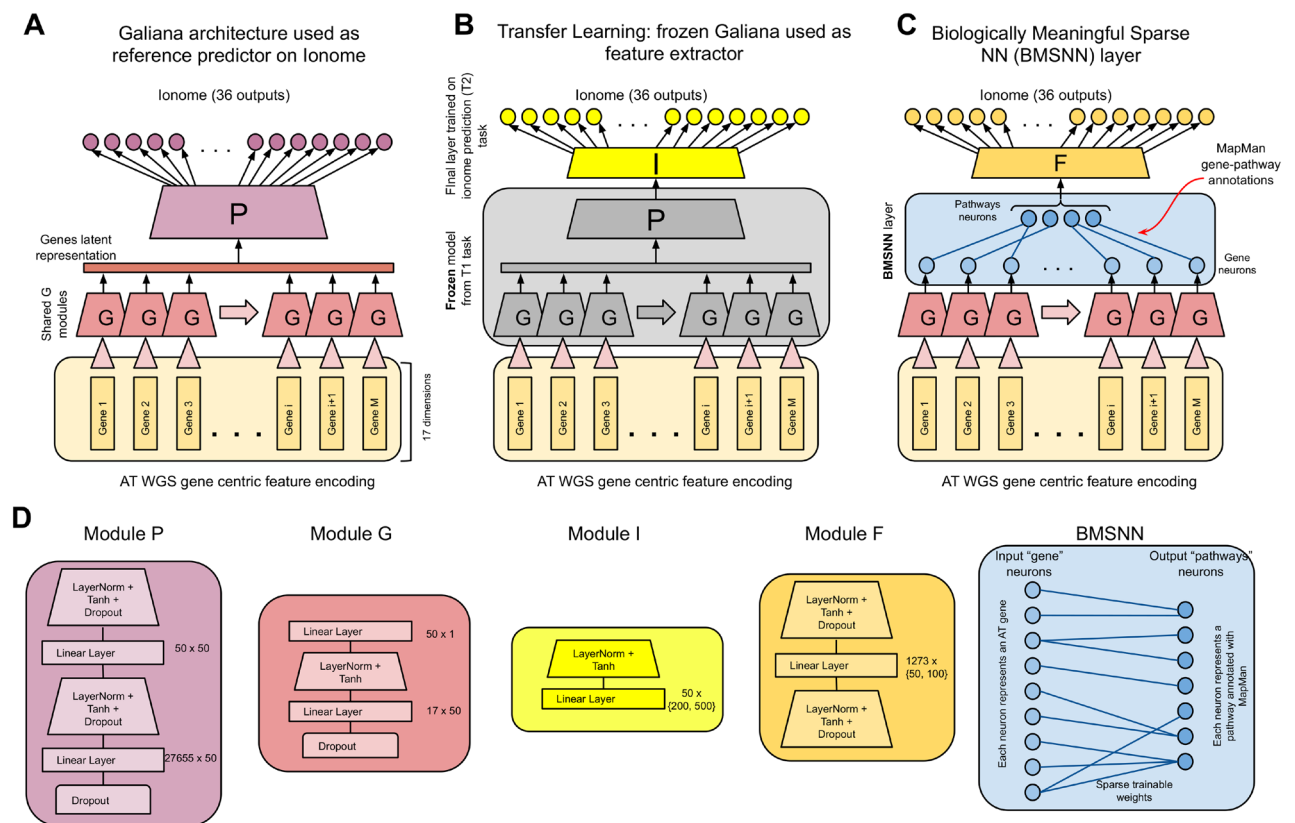 A
Galiana architecture used as
reference predictor on Ionome
Ionome (36 outputs)
. . .
P
Genes latent
representation
Shared G
modules
G G G G G G
Gene 1
Gene 2
Gene 3
. . .
Gene i
Gene i+1
Gene M
17 dimensions
AT WGS gene centric feature encoding
B
Transfer Learning: frozen Galiana used as
feature extractor
FInal layer trained on
ionome prediction (T2)
task
Ionome (36 outputs)
. . .
I
P
Frozen model
from T1 task
G G G G G G
Gene 1
Gene 2
Gene 3
. . .
Gene i
Gene i+1
Gene M
AT WGS gene centric feature encoding
C
Biologically Meaningful Sparse
NN (BMSNN) layer
Ionome (36 outputs)
. . .
F
MapMan
gene-pathway
annotations
Pathways
neurons
BMSNN layer
. . .
Gene
neurons
G G G G G G
Gene 1
Gene 2
Gene 3
. . .
Gene i
Gene i+1
Gene M
AT WGS gene centric feature encoding
D
Module P
LayerNorm +
Tanh +
Dropout
Linear Layer
50 x 50
LayerNorm +
Tanh +
Dropout
Linear Layer
27655 x 50
Dropout
Module G
Linear Layer
50 x 1
LayerNorm +
Tanh
Linear Layer
17 x 50
Dropout
Module I
LayerNorm +
Tanh
Linear Layer
50 x
{200, 500}
Module F
LayerNorm +
Tanh +
Dropout
Linear Layer
1273 x
{50, 100}
LayerNorm +
Tanh +
Dropout
BMSNN
Input “gene”
neurons
Output “pathways”
neurons
Each neuron represents an AT gene
Each neuron represents a
pathway annotated with
MapMan
Sparse trainable
weights